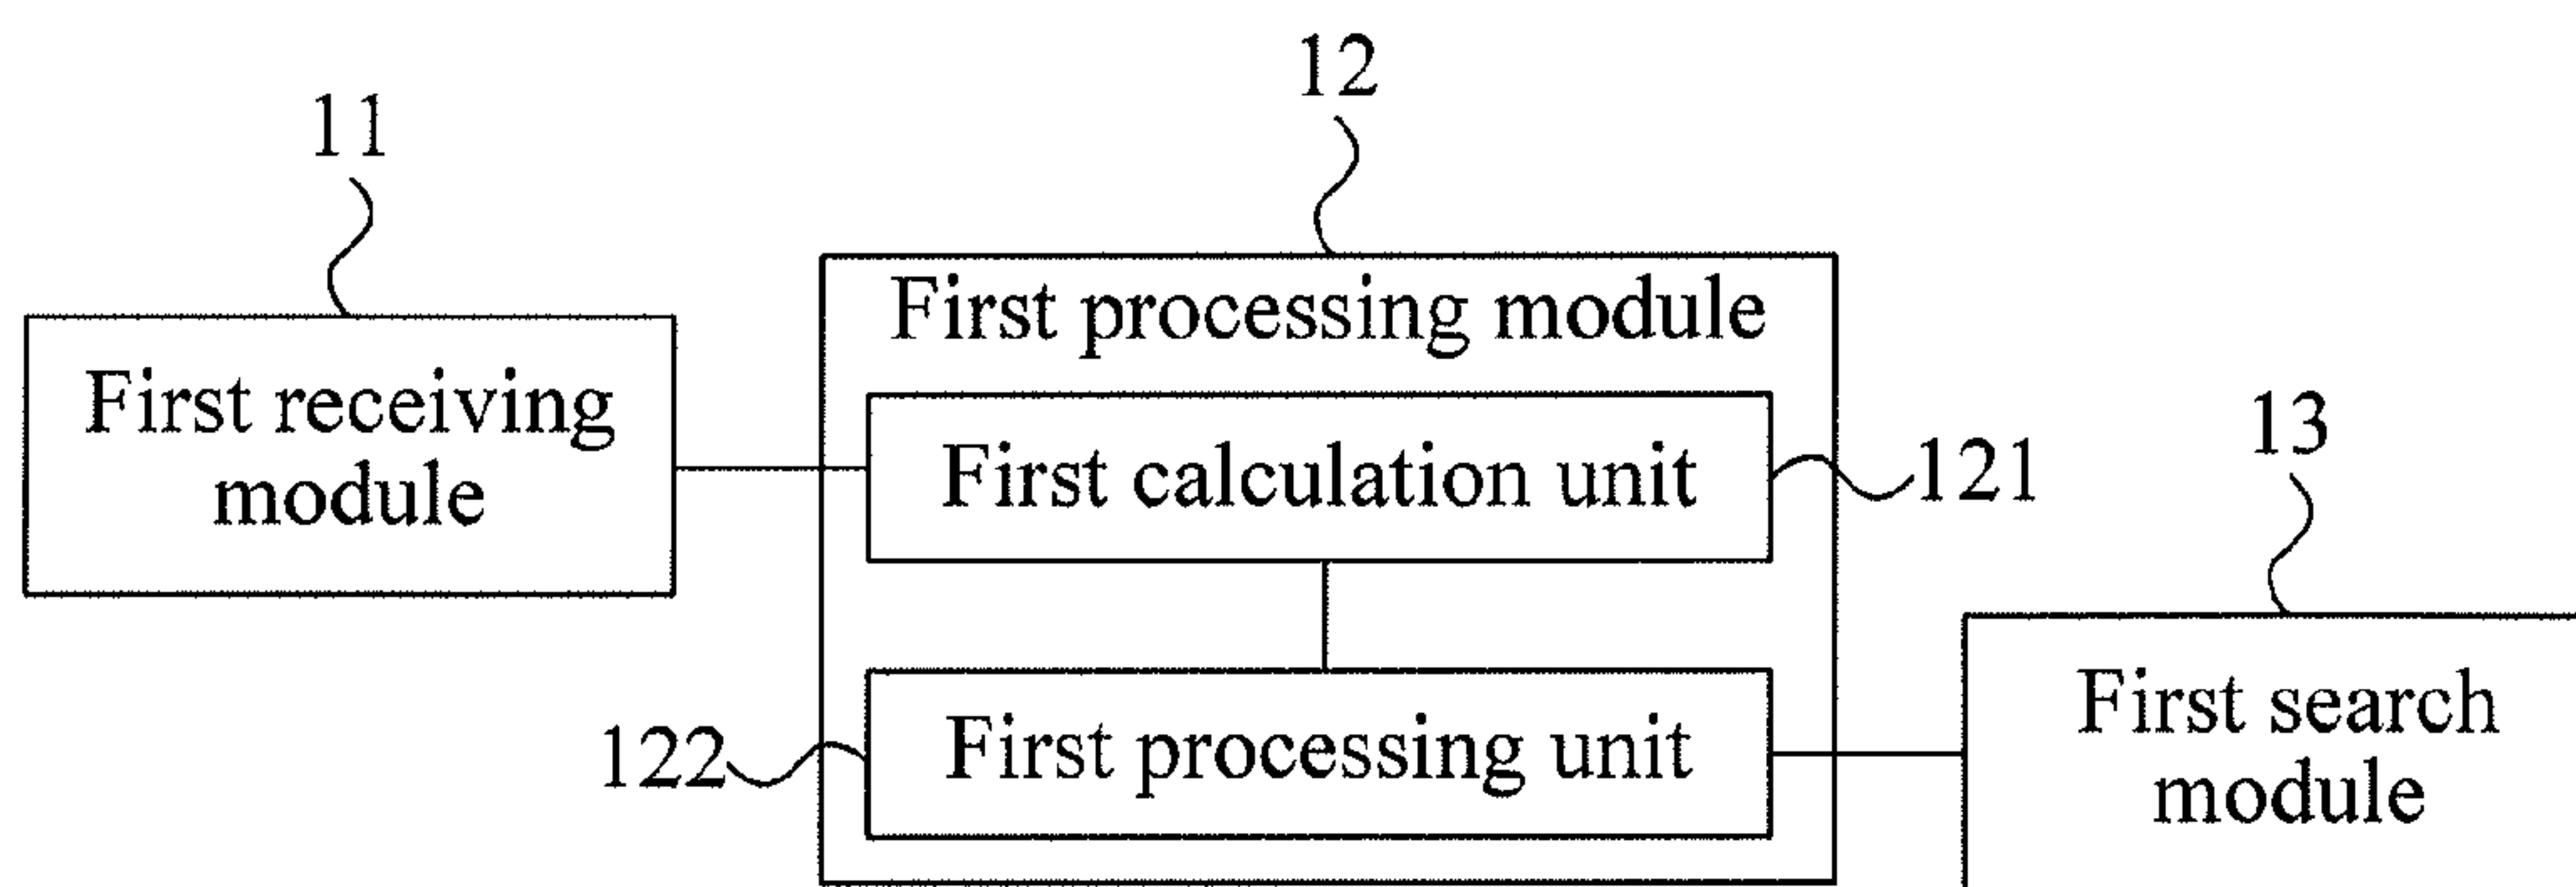 12
11
First processing module
First receiving
module
First calculation unit
121
13
122
First processing unit
First search
module